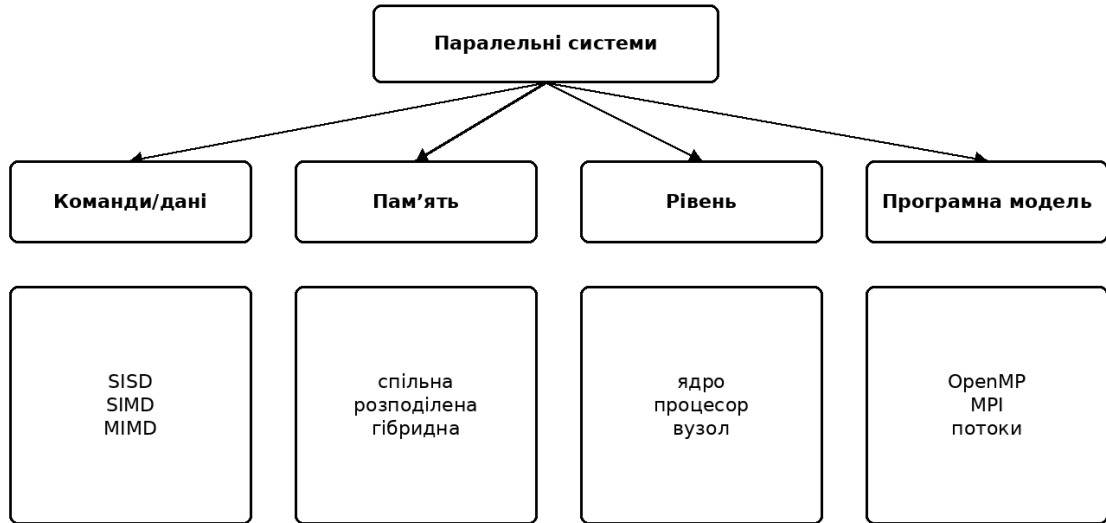 Паралельні системи
Команди/дані
Пам’ять
Рівень
Програмна модель
SISD
SIMD
MIMD
спільна
розподілена
гібридна
ядро
процесор
вузол
OpenMP
MPI
потоки